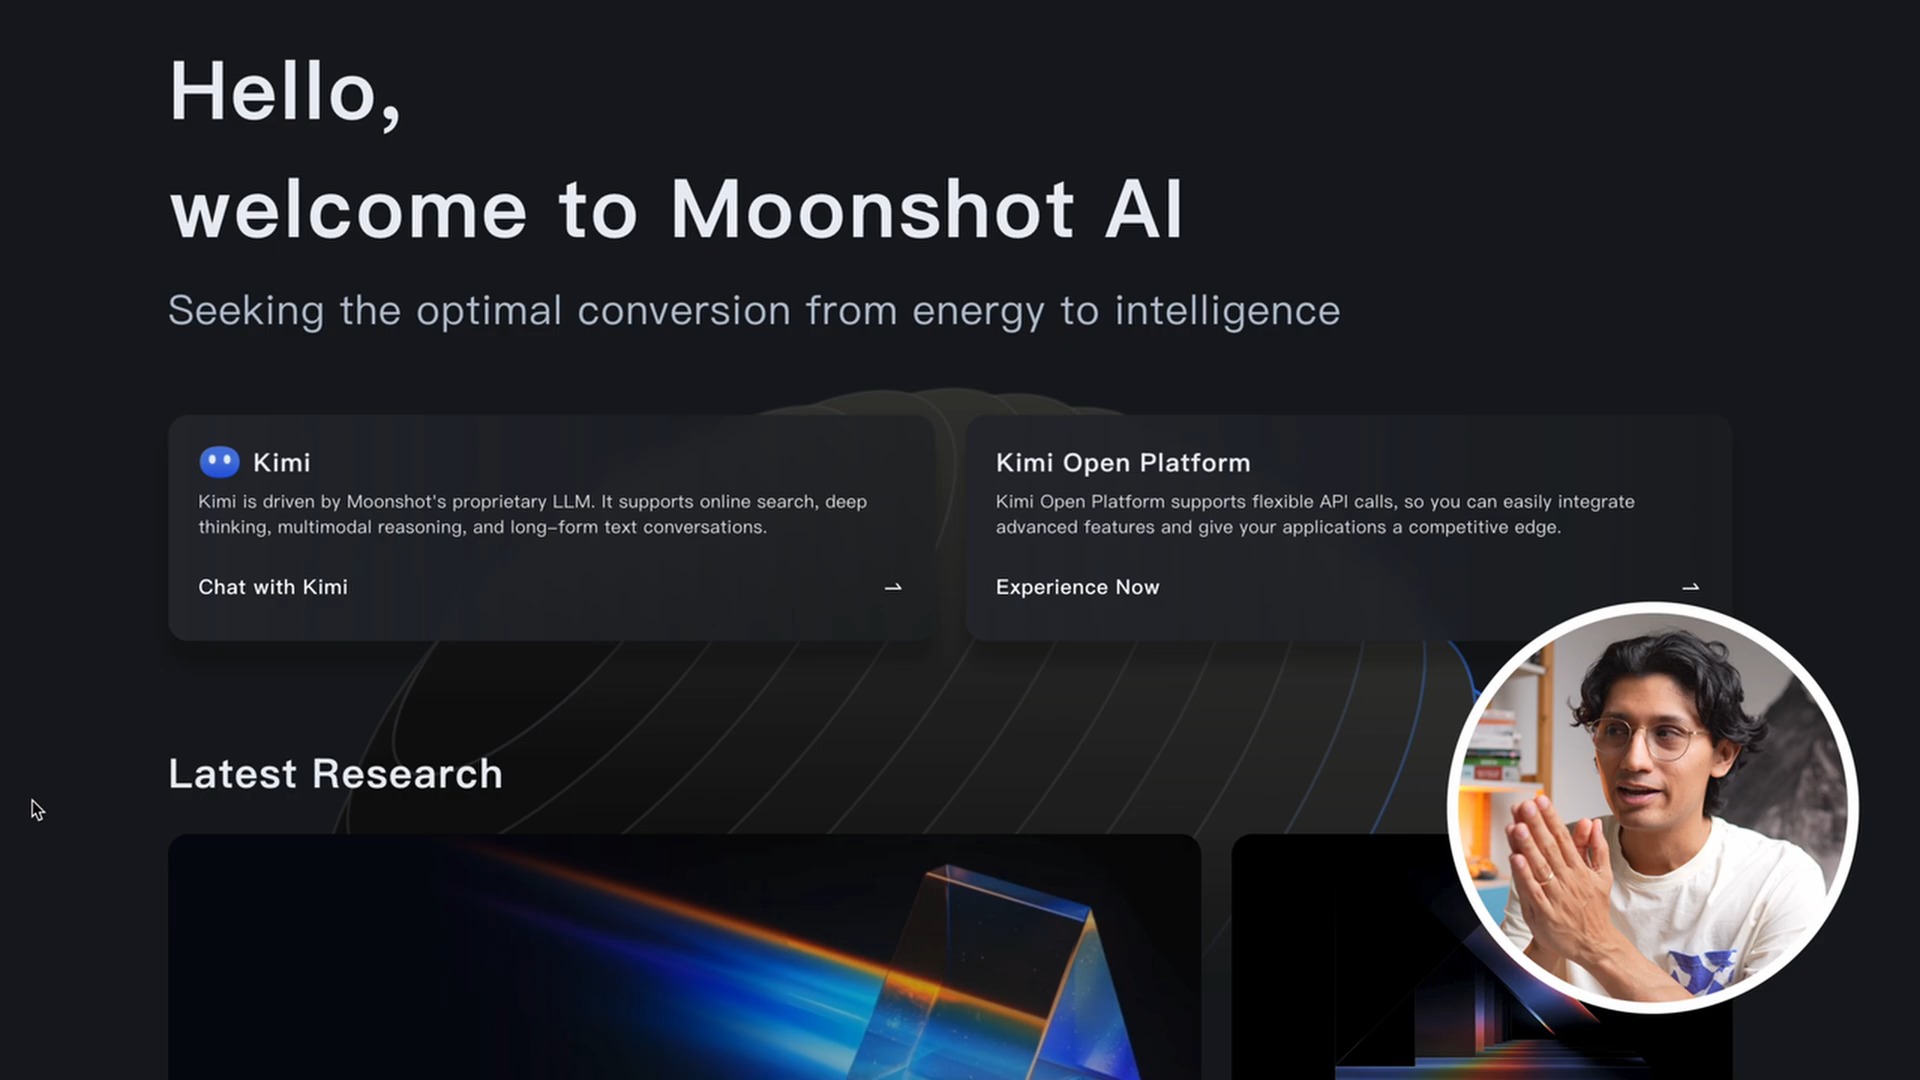 Hello,
welcome to Moonshot AI
Seeking the optimal conversion from energy to intelligence
Kimi
Kimi is driven by Moonshot's proprietary LLM. It supports online search, deep
thinking, multimodal reasoning, and long-form text conversations.
Chat with Kimi
Kimi Open Platform
Kimi Open Platform supports flexible API calls, so you can easily integrate
advanced features and give your applications a competitive edge.
Experience Now
Latest Research